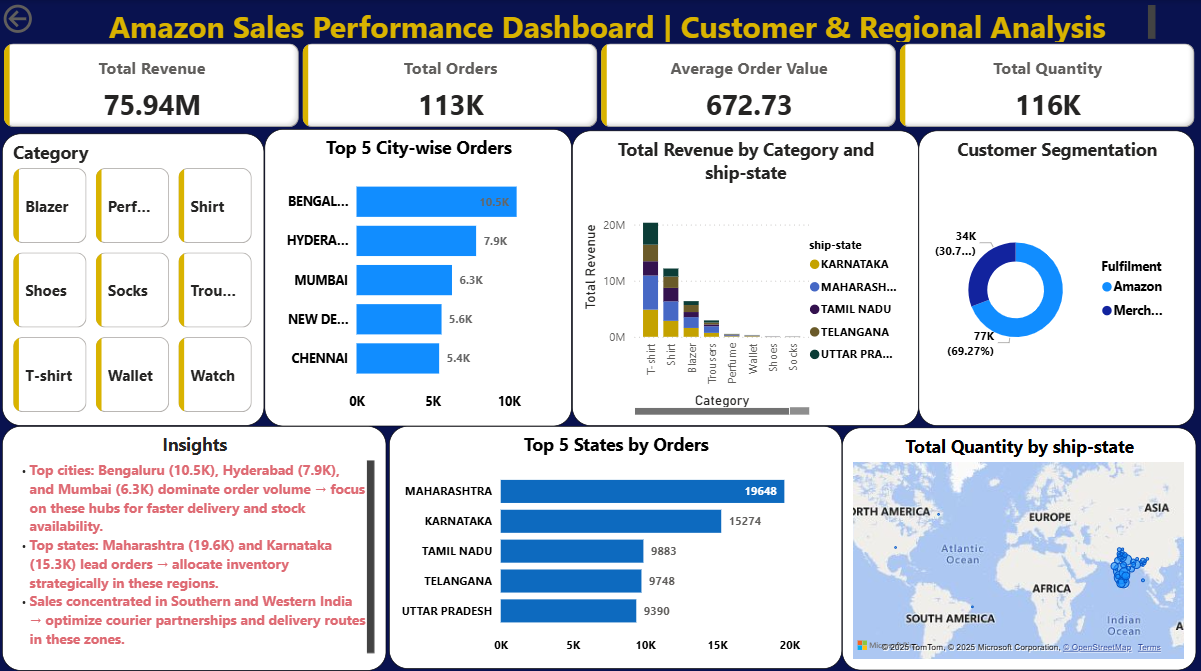 Amazon Sales Performance Dashboard | Customer & Regional Analysis
Total Revenue
75.94M
Total Orders
113K
Average Order Value
672.73
Total Quantity
116K
Category
Blazer
Perf...
Shirt
Shoes
Socks
Trou...
T-shirt
Wallet
Watch
Top 5 City-wise Orders
BENGAL...
10.5K
HYDERA...
7.9K
MUMBAI
6.3K
NEW DE...
5.6K
CHENNAI
5.4K
0K
5K
10K
Total Revenue by Category and
ship-state
Total Revenue
20M
10M
0M
T-shirt
Shirt
Blazer
Trousers
Perfume
Wallet
Shoes
Socks
Category
ship-state
KARNATAKA
MAHARASH...
TAMIL NADU
TELANGANA
UTTAR PRA...
Customer Segmentation
34K
(30.7...)
77K
(69.27%)
Fulfilment
Amazon
Merch...
Insights
• Top cities: Bengaluru (10.5K), Hyderabad (7.9K),
and Mumbai (6.3K) dominate order volume → focus
on these hubs for faster delivery and stock
availability.
• Top states: Maharashtra (19.6K) and Karnataka
(15.3K) lead orders → allocate inventory
strategically in these regions.
• Sales concentrated in Southern and Western India
→ optimize courier partnerships and delivery routes
in these zones.
Top 5 States by Orders
MAHARASHTRA
19648
KARNATAKA
15274
TAMIL NADU
9883
TELANGANA
9748
UTTAR PRADESH
9390
0K
5K
10K
15K
20K
Total Quantity by ship-state
ORTH AMERICA
EUROPE
ASIA
Atlantic
Ocean
AFRICA
SOUTH AMERICA
Indian
Ocean
A
© 2025 TomTom, © 2025 Microsoft Corporation, © OpenStreetMap Terms